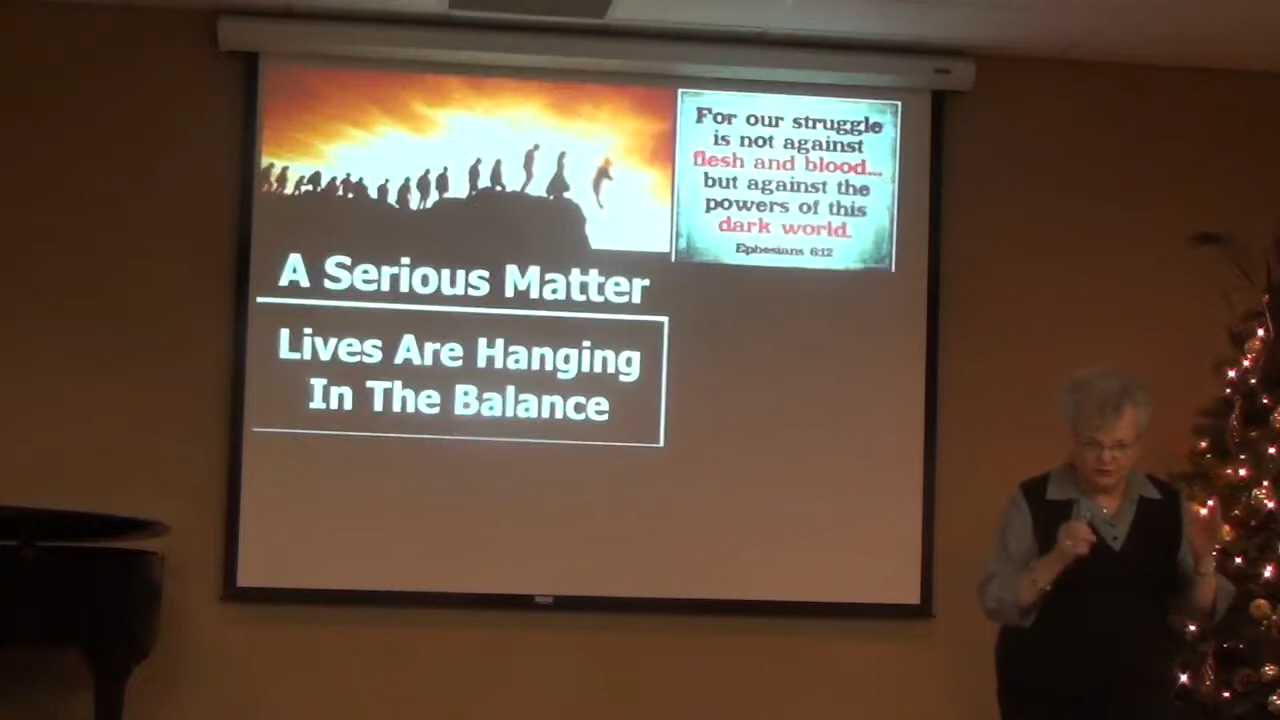 For our struggle
is not against
flesh and blood...
but against the
powers of this
dark world.
Ephesians 6:12
A Serious Matter
Lives Are Hanging
In The Balance